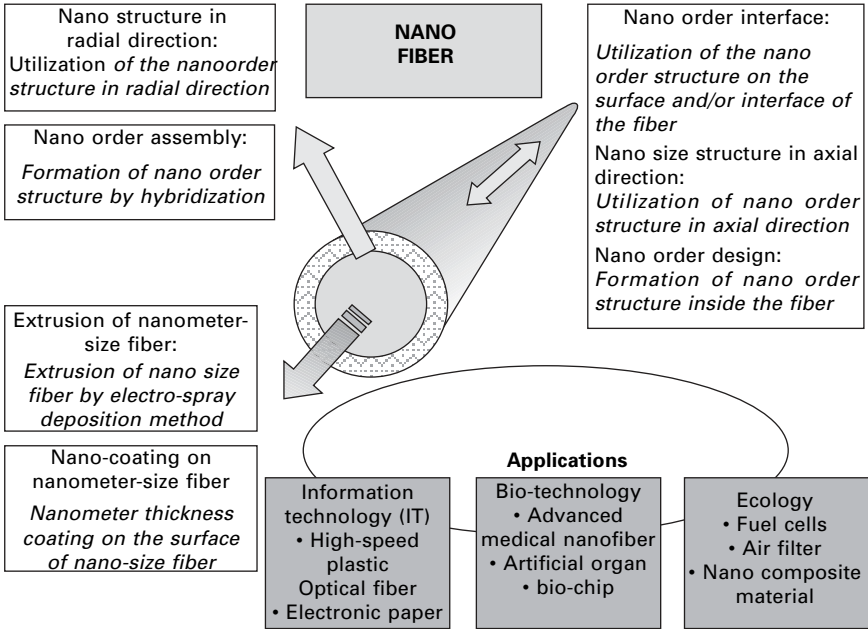 Nano structure in
radial direction:
Utilization of the nanoorder
structure in radial direction
Nano order assembly:
Formation of nano order
structure by hybridization
Extrusion of nanometer-
size fiber:
Extrusion of nano size
fiber by electro-spray
deposition method
Nano-coating on
nanometer-size fiber
Nanometer thickness
coating on the surface
of nano-size fiber
NANO
FIBER
Nano order interface:
Utilization of the nano
order structure on the
surface and/or interface of
the fiber
Nano size structure in axial
direction:
Utilization of nano order
structure in axial direction
Nano order design:
Formation of nano order
structure inside the fiber
Applications
Information
technology (IT)
• High-speed
plastic
Optical fiber
• Electronic paper
Bio-technology
• Advanced
medical nanofiber
• Artificial organ
• bio-chip
Ecology
• Fuel cells
• Air filter
• Nano composite
material